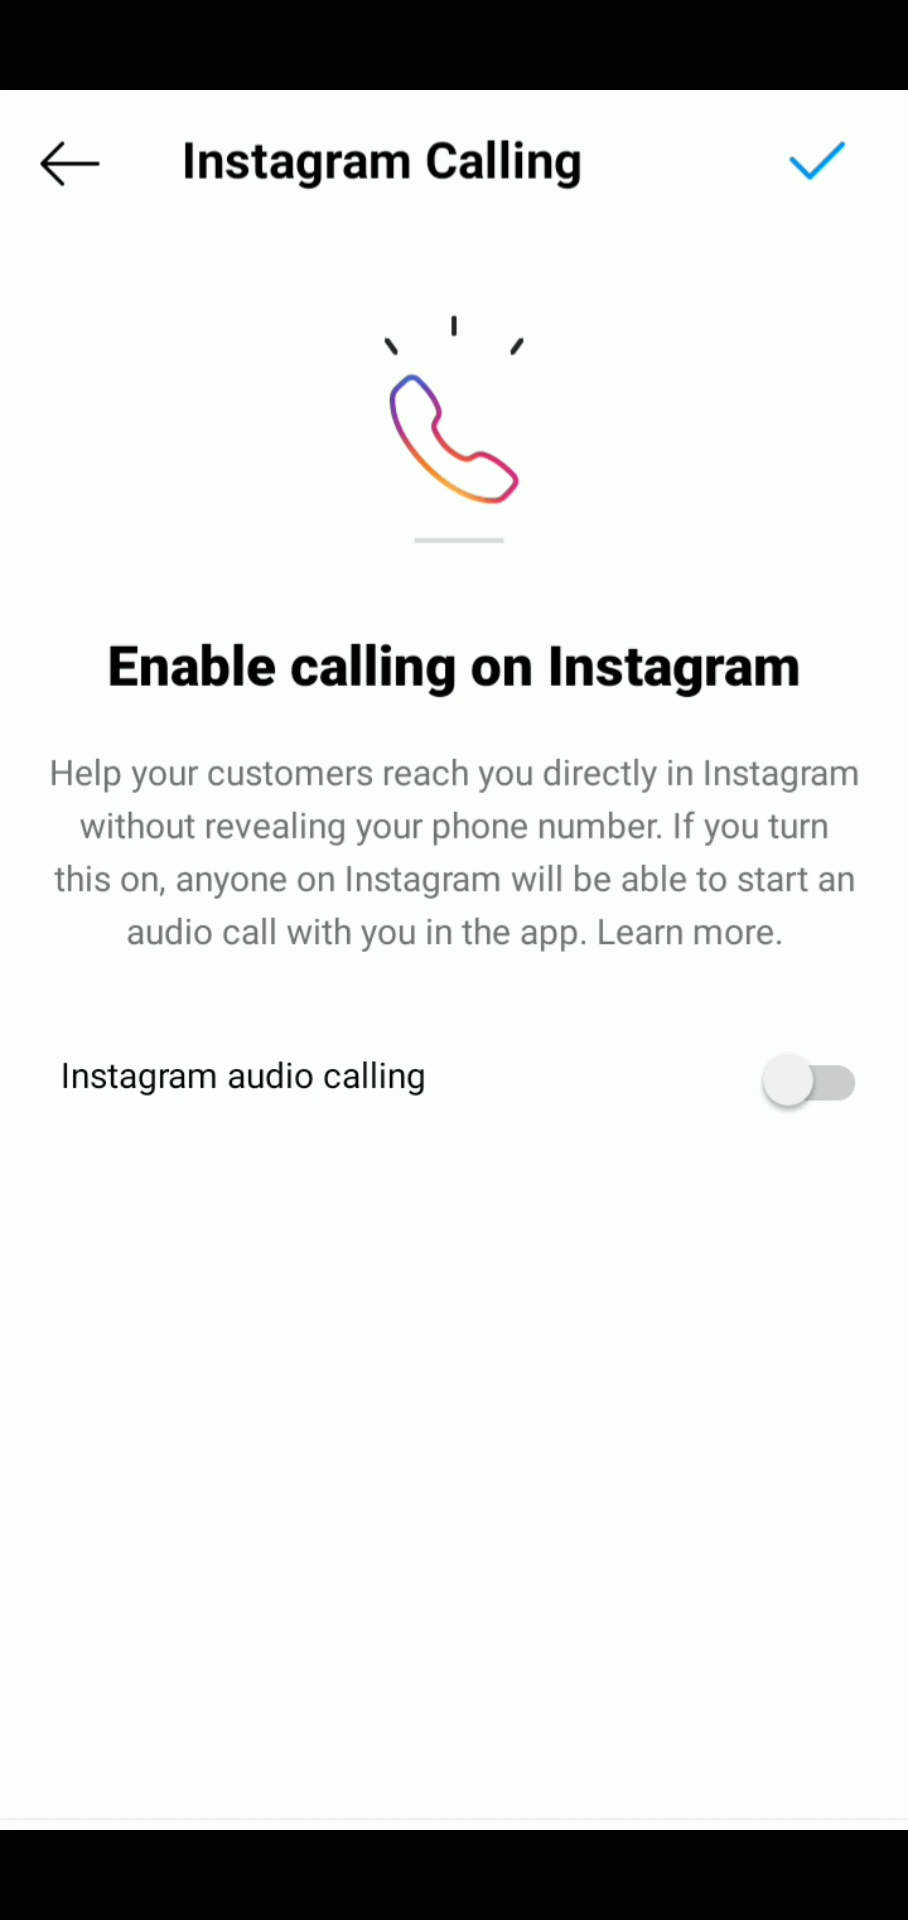 Instagram Calling
Enable calling on Instagram
Help your customers reach you directly in Instagram
without revealing your phone number. If you turn
this on, anyone on Instagram will be able to start an
audio call with you in the app. Learn more.
Instagram audio calling